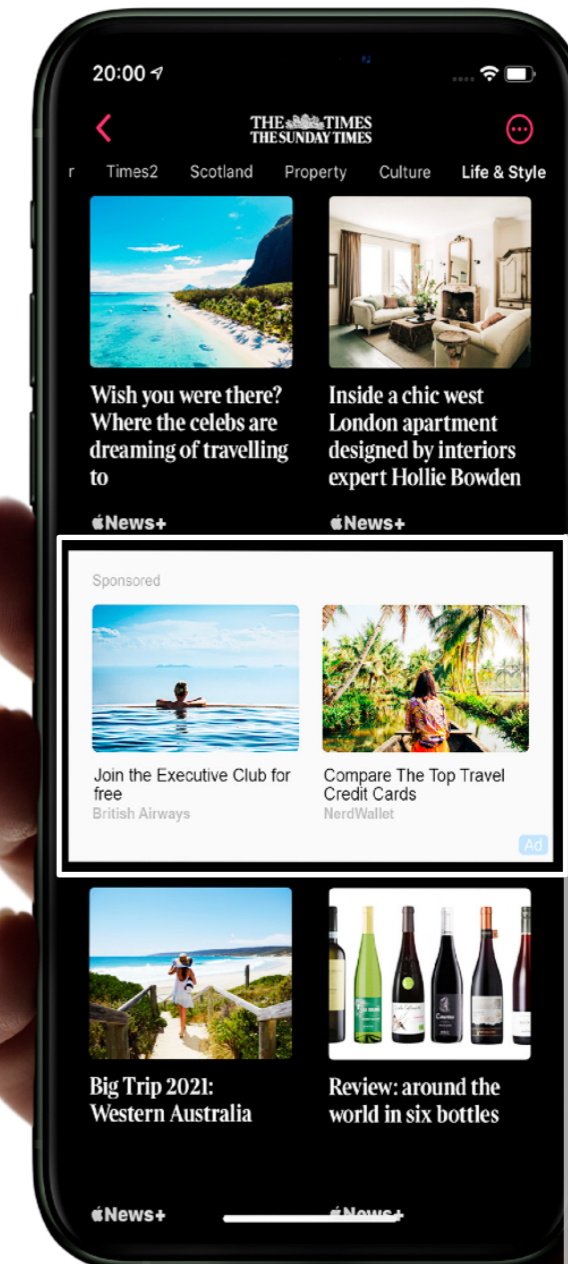 20:00
THE TIMES
THE SUNDAY TIMES
r Times2 Scotland Property Culture Life & Style
Wish you were there?
Where the celebs are
dreaming of travelling
to
News+
Inside a chic west
London apartment
designed by interiors
expert Hollie Bowden
News+
Sponsored
Join the Executive Club for
free
British Airways
Compare The Top Travel
Credit Cards
NerdWallet
Ad
Big Trip 2021:
Western Australia
News+
Review: around the
world in six bottles
News+